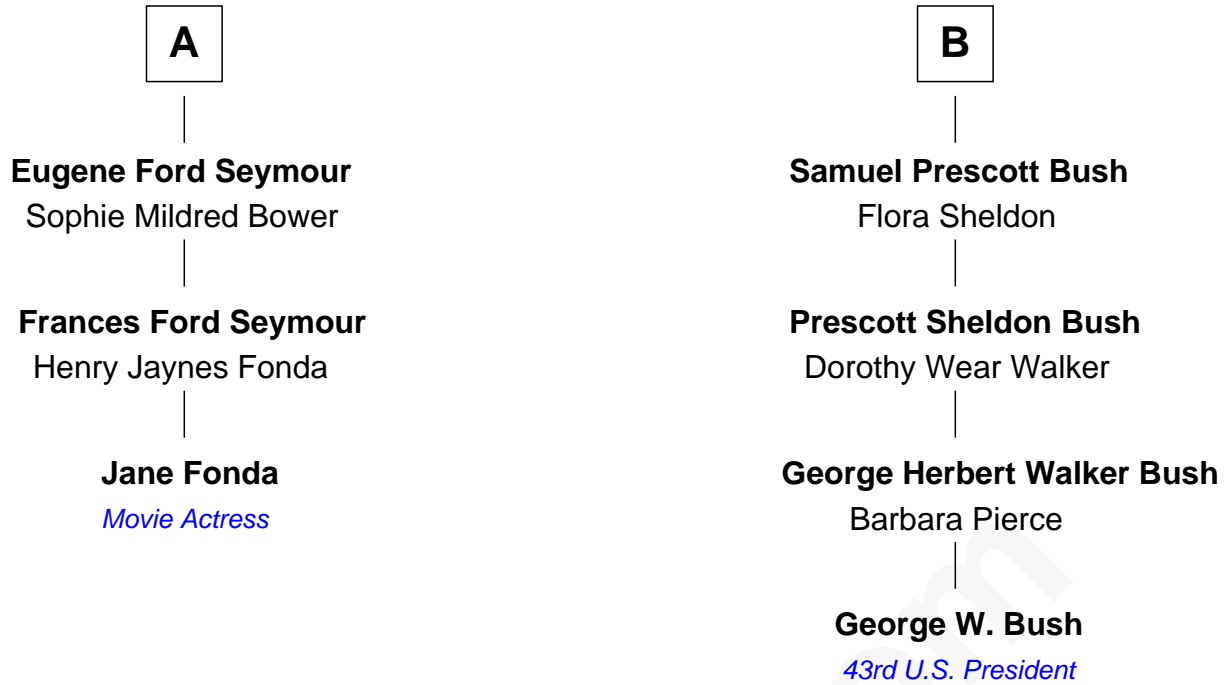 A
Eugene Ford Seymour
Sophie Mildred Bower
Frances Ford Seymour
Henry Jaynes Fonda
Jane Fonda
Movie Actress
B
Samuel Prescott Bush
Flora Sheldon
Prescott Sheldon Bush
Dorothy Wear Walker
George Herbert Walker Bush
Barbara Pierce
George W. Bush
43rd U.S. President